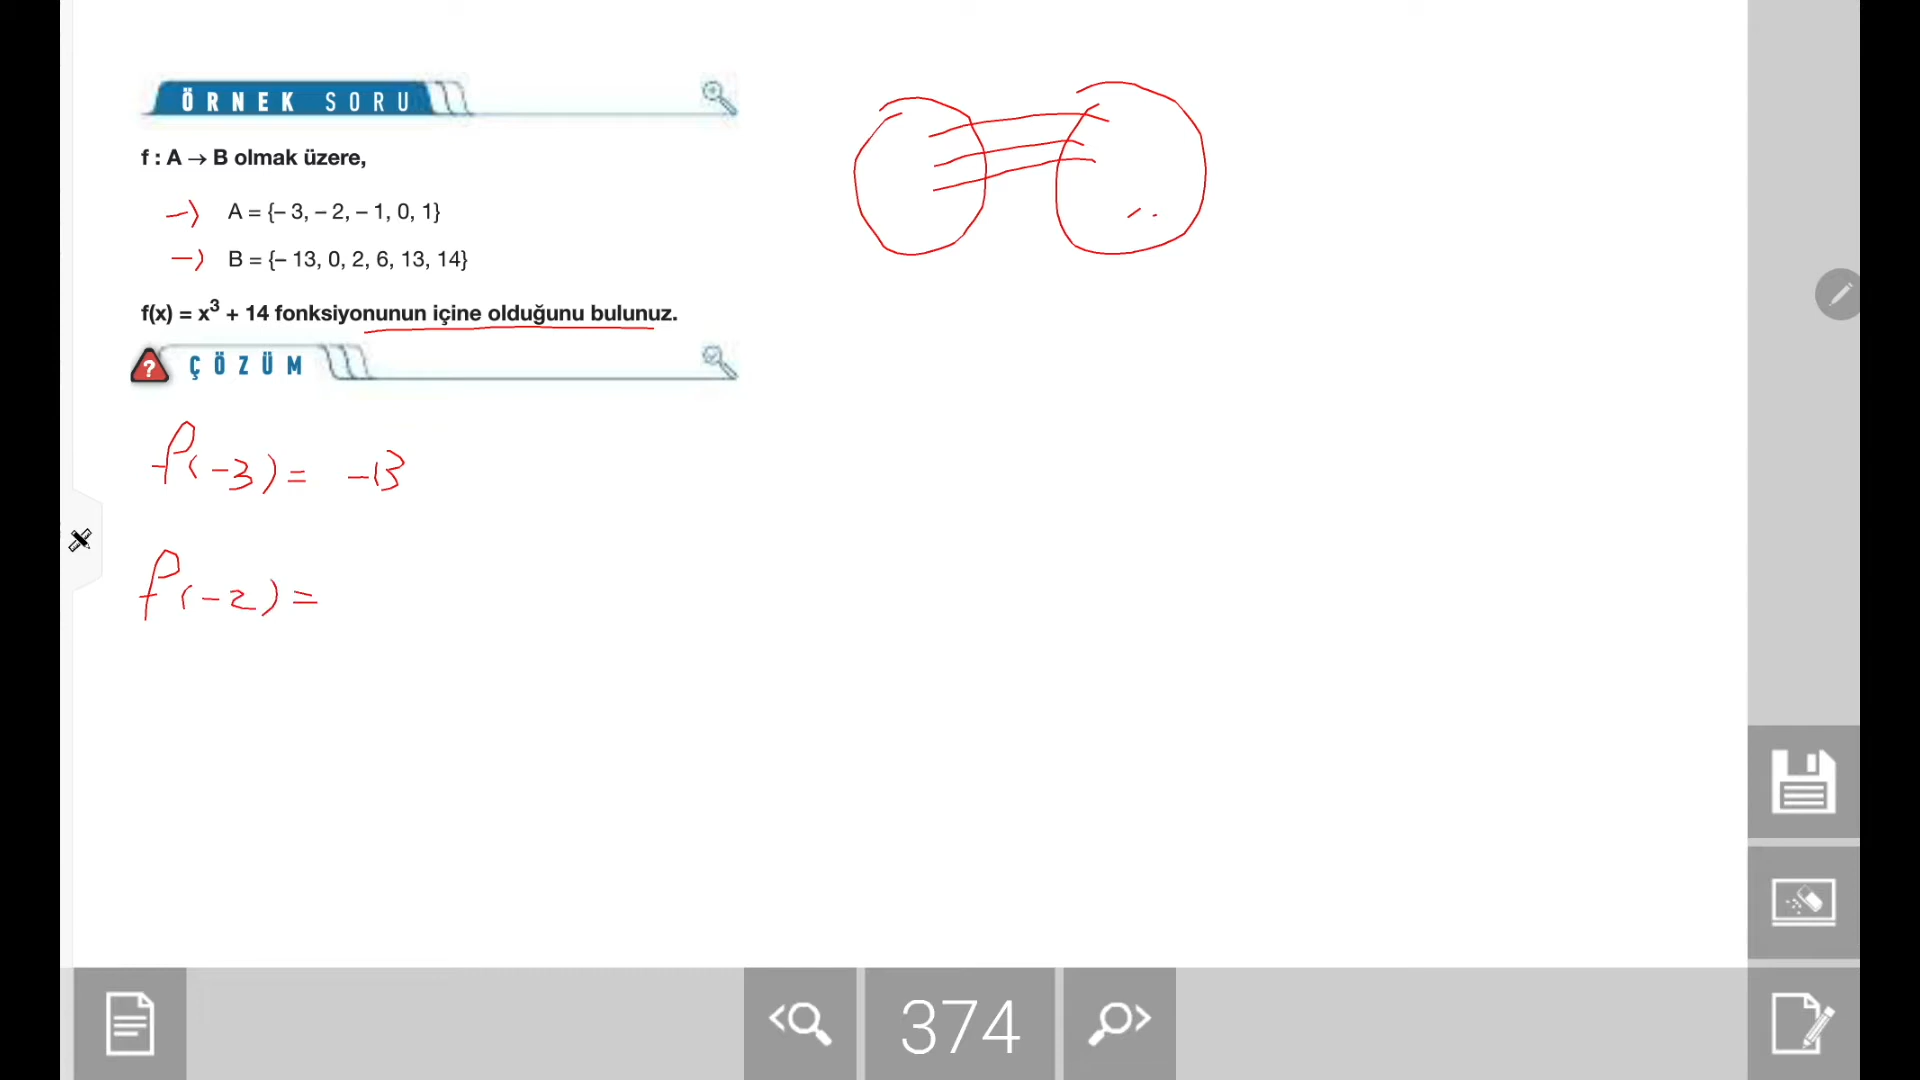 ÖRNEK SORU
f : A → B olmak üzere,
A = {– 3, – 2, – 1, 0, 1}
B = {– 13, 0, 2, 6, 13, 14}
f(x) = x³ + 14 fonksiyonunun içine olduğunu bulunuz.
? ÇÖZÜM
f(-3) = -13
f(-2) =
374